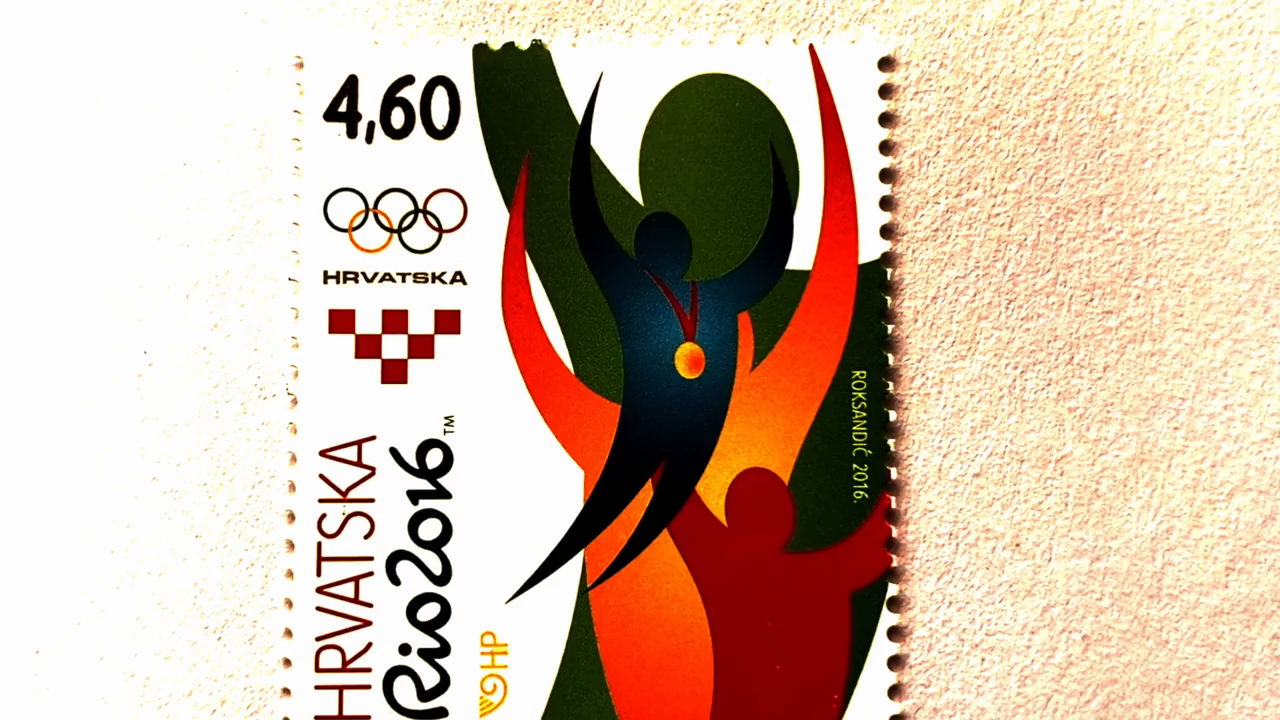 4,60
HRVATSKA
HRVATSKA
Rio2016™
HP
ROKSANDIĆ 2016.